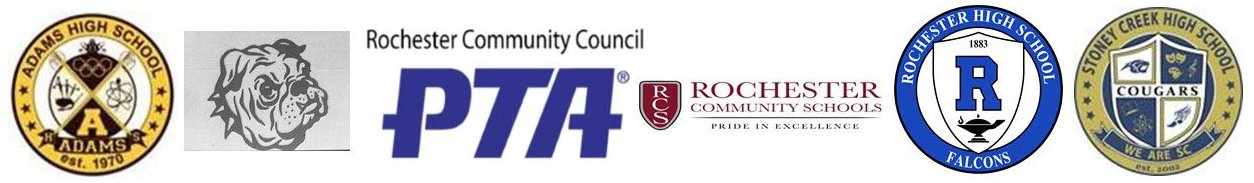 ADAMS HIGH SCHOOL
A
R S
ADAMS
est. 1970
Rochester Community Council
PTA®
RCS
ROCHESTER
COMMUNITY SCHOOLS
PRIDE IN EXCELLENCE
ROCHESTER HIGH SCHOOL
1883
R
FALCONS
STONEY CREEK HIGH SCHOOL
COUGARS
WE ARE SC
EST. 2002